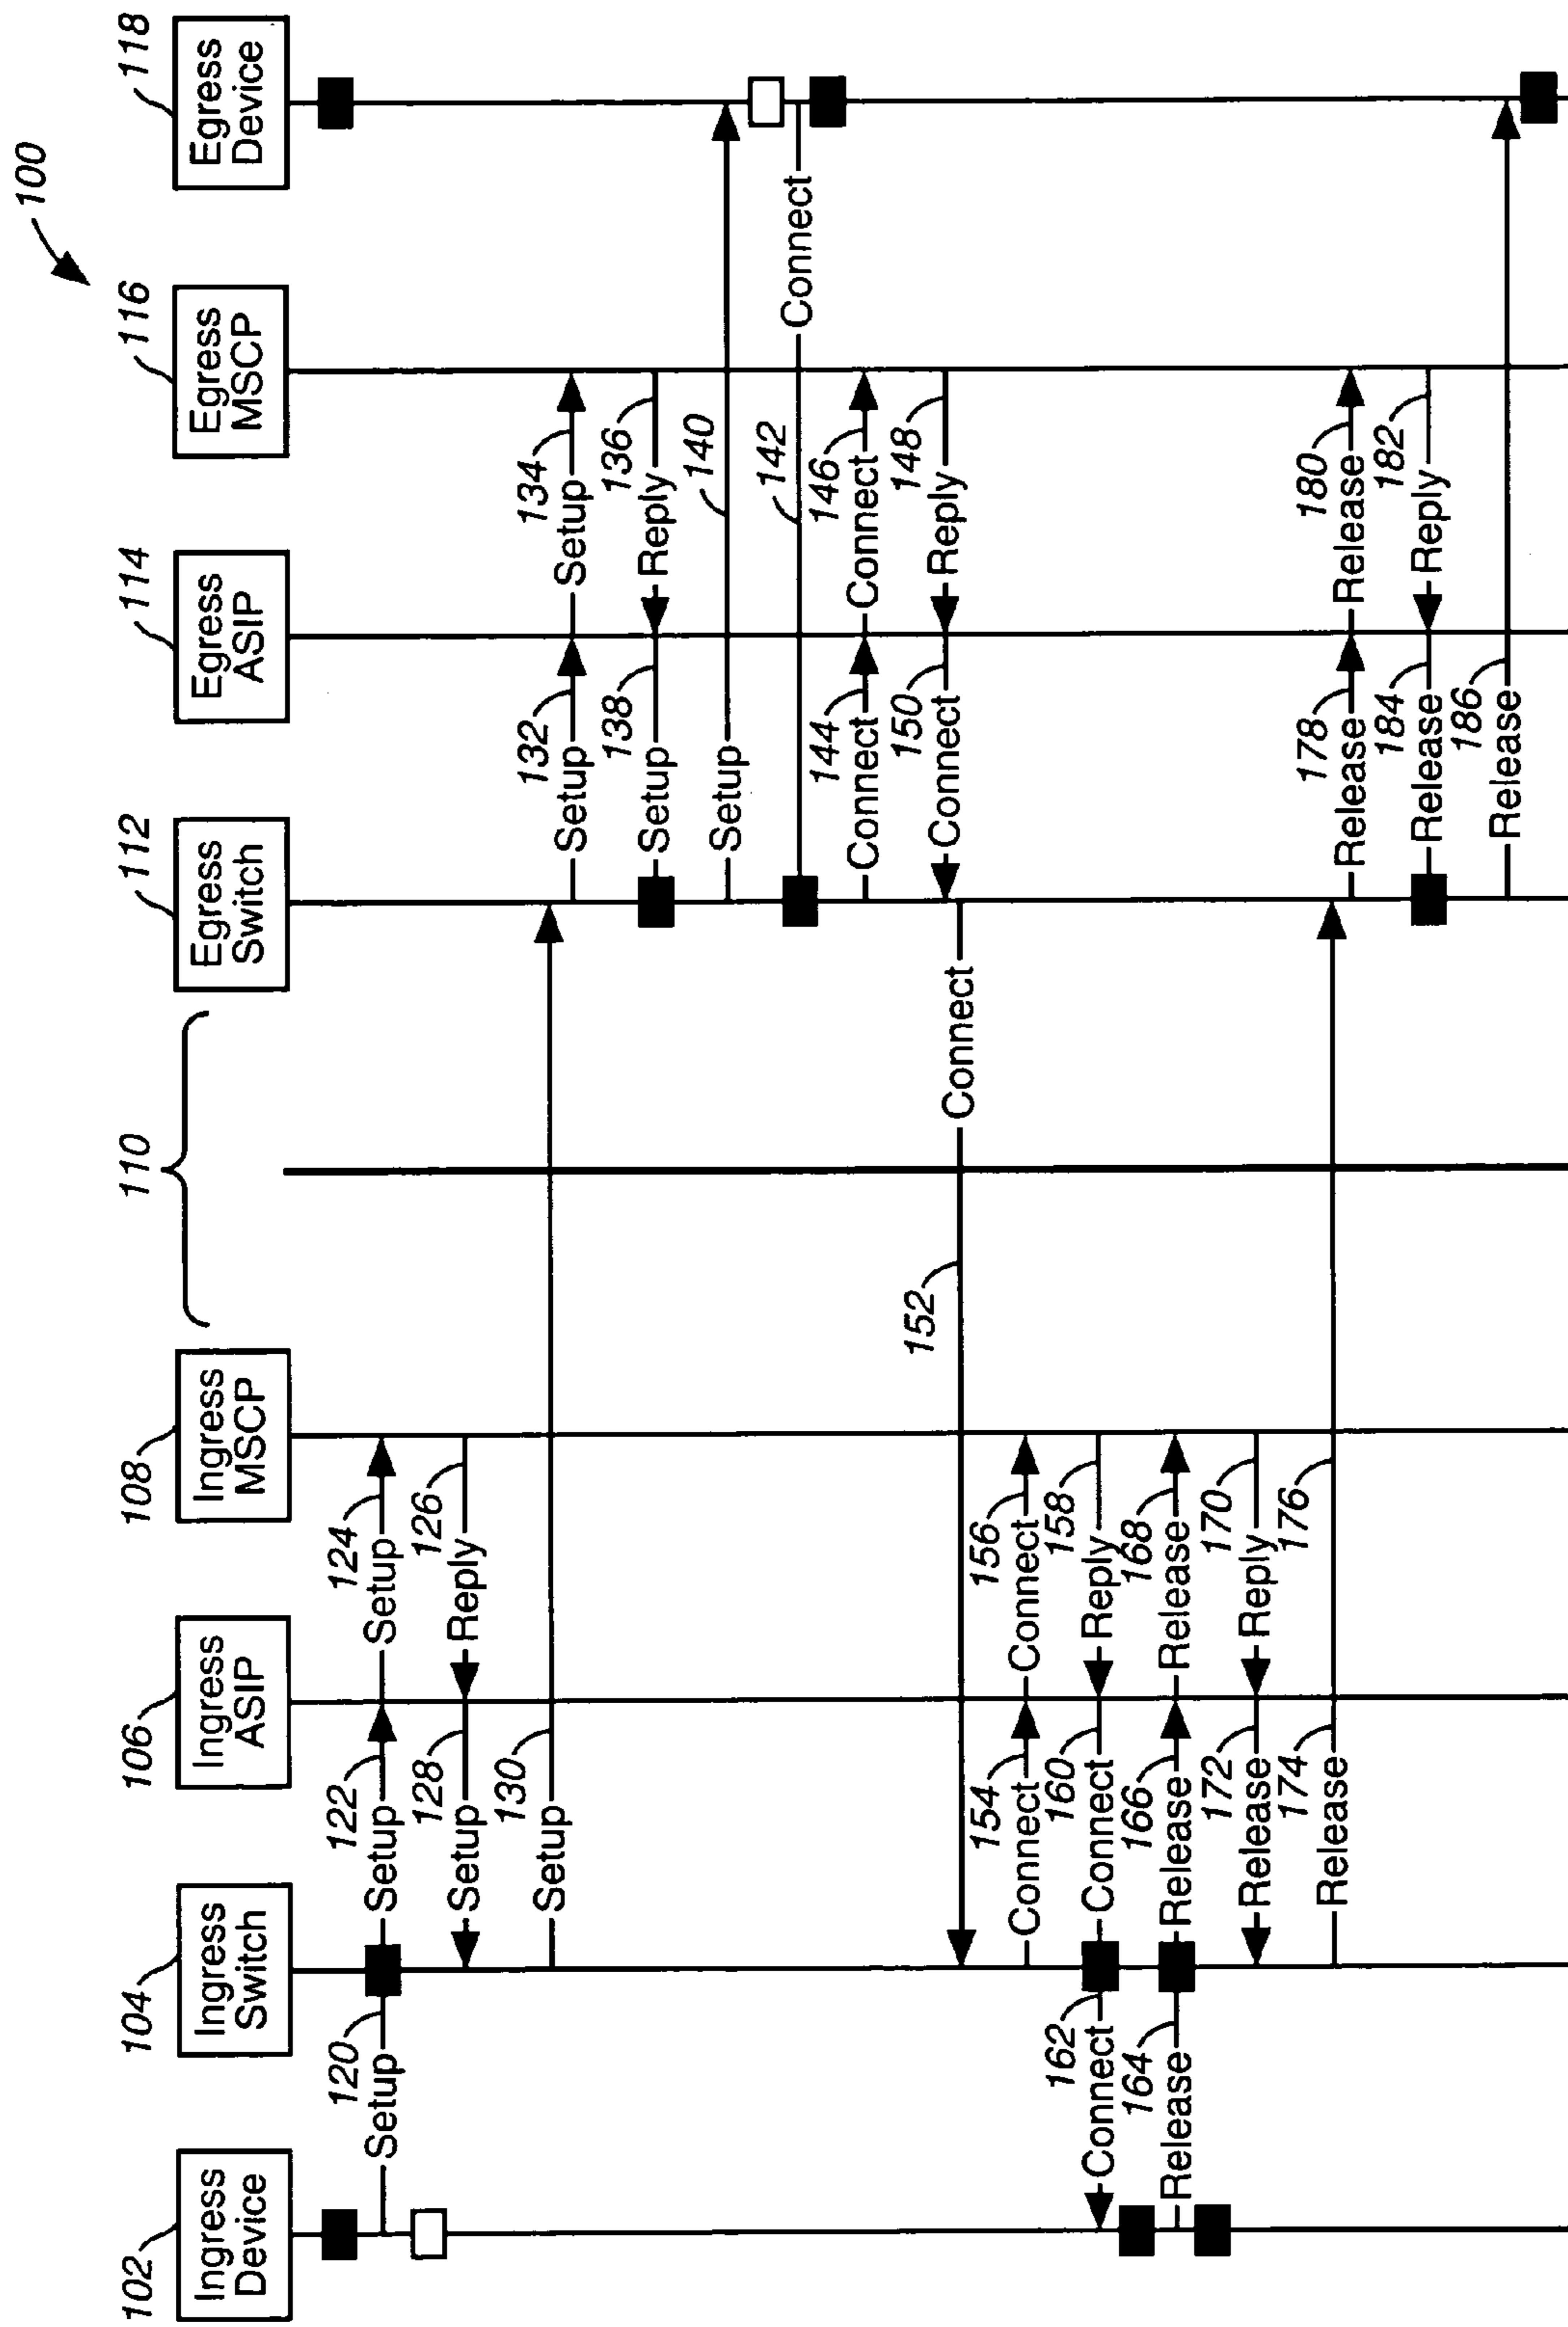 100
102
Ingress
Device
104
Ingress
Switch
106
Ingress
ASIP
108
Ingress
MSCP
110
112
Egress
Switch
114
Egress
ASIP
116
Egress
MSCP
118
Egress
Device
120
Setup
122
Setup
124
Setup
126
Reply
128
Setup
130
Setup
132
Setup
134
Setup
136
Reply
138
Setup
140
Setup
142
Connect
144
Connect
146
Connect
148
Reply
150
Connect
152
Connect
154
Connect
156
Connect
158
Reply
160
Connect
162
Connect
164
Release
166
Release
168
Release
170
Reply
172
Release
174
Release
176
178
Release
180
Release
182
Reply
184
Release
186
Release